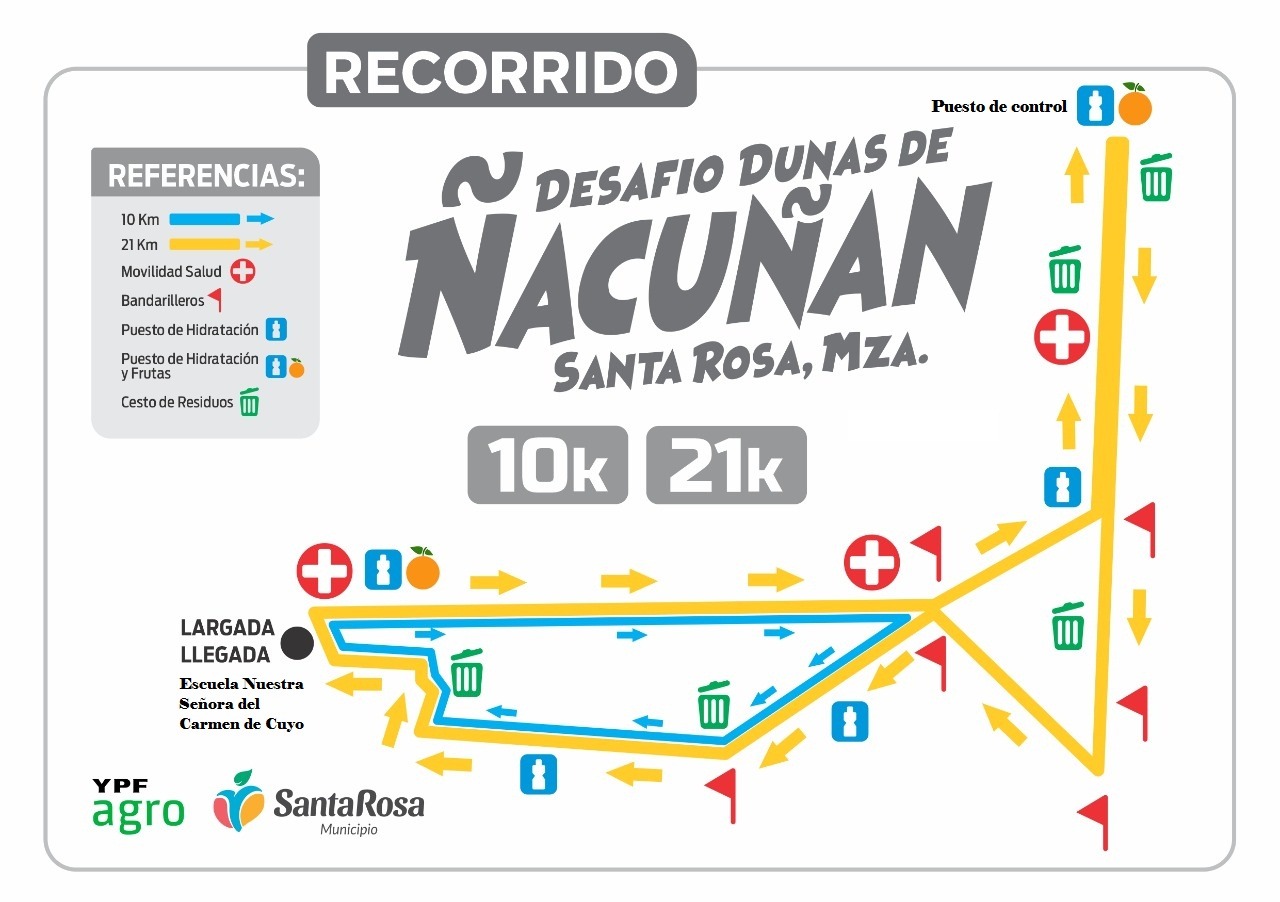 RECORRIDO
Puesto de control
REFERENCIAS:
10 Km
21 Km
Movilidad Salud
Bandarilleros
Puesto de Hidratación
Puesto de Hidratación
y Frutas
Cesto de Residuos
DESAFIO DUNAS DE
ÑACUÑAN
SANTA ROSA, MZA.
10K
21K
LARGADA
LLEGADA
Escuela Nuestra
Señora del
Carmen de Cuyo
YPF
agro
SantaRosa
Municipio